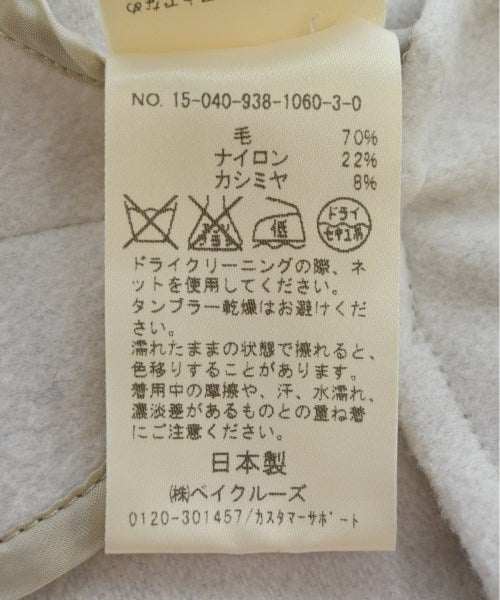 NO. 15-040-938-1060-3-0
毛 70%
ナイロン 22%
カシミヤ 8%
エンソ サラシ 低 ドライ セキユ系
ドライクリーニングの際、ネ
ットを使用してください。
タンブラー乾燥はお避けくだ
さい。
濡れたままの状態で擦れると、
色移りすることがあります。
着用中の摩擦や、汗、水濡れ、
濃淡差があるものとの重ね着
にご注意ください。
日本製
㈱ベイクルーズ
0120-301457/カスタマーサポート